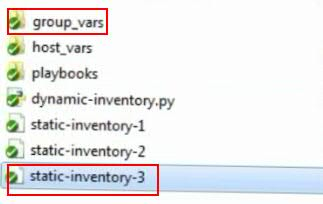 group_vars
host_vars
playbooks
dynamic-inventory.py
static-inventory-1
static-inventory-2
static-inventory-3